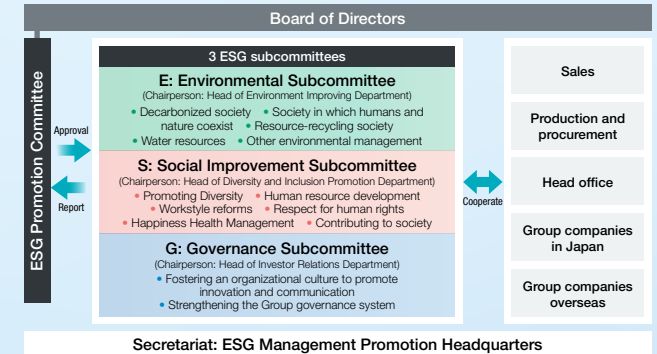 Board of Directors
ESG Promotion Committee
Approval
Report
3 ESG subcommittees
E: Environmental Subcommittee
(Chairperson: Head of Environment Improving Department)
• Decarbonized society • Society in which humans and
nature coexist • Resource-recycling society
• Water resources • Other environmental management
S: Social Improvement Subcommittee
(Chairperson: Head of Diversity and Inclusion Promotion Department)
• Promoting Diversity • Human resource development
• Workstyle reforms • Respect for human rights
• Happiness Health Management • Contributing to society
G: Governance Subcommittee
(Chairperson: Head of Investor Relations Department)
• Fostering an organizational culture to promote
innovation and communication
• Strengthening the Group governance system
Cooperate
Sales
Production and
procurement
Head office
Group companies
in Japan
Group companies
overseas
Secretariat: ESG Management Promotion Headquarters